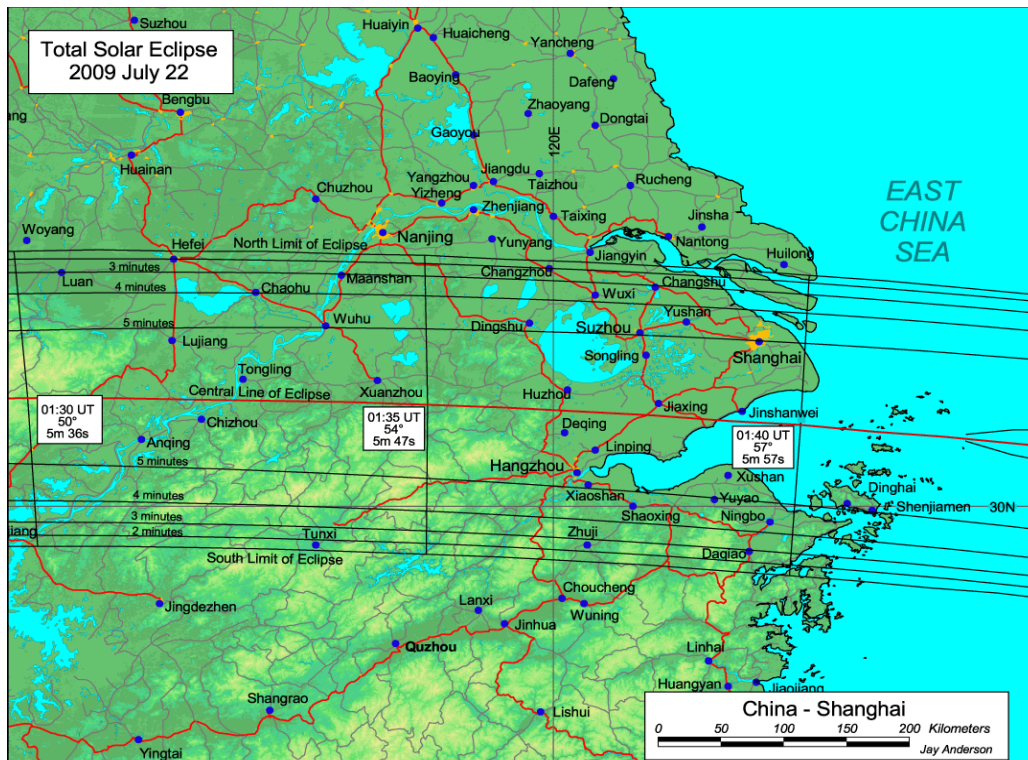 Suzhou
Huaiyin
Huaicheng
Total Solar Eclipse
2009 July 22
Yancheng
Baoying
Dafeng
Bengbu
Zhaoyang
ang
Dongtai
Gaoyou
120E
Huainan
Jiangdu
Yangzhou
Taizhou
Rucheng
Chuzhou
Yizheng
EAST
CHINA
SEA
Zhenjiang
Taixing
Jinsha
Woyang
Hefei
North Limit of Eclipse
Nanjing
Yunyang
Nantong
Jiangyin
Huilong
3 minutes
Luan
Maanshan
Changzhou
4 minutes
Chaohu
Changshu
Wuxi
5 minutes
Wuhu
Dingshu
Suzhou
Yushan
Lujiang
Songling
Shanghai
Tongling
Central Line of Eclipse
Xuanzhou
Huzhou
Jiaxing
Jinshanwei
01:30 UT
50°
5m 36s
01:35 UT
54°
5m 47s
01:40 UT
57°
5m 57s
Chizhou
Anqing
Deqing
Linping
5 minutes
Hangzhou
Xushan
Xiaoshan
Dinghai
4 minutes
Yuyao
Shenjiamen
30N
3 minutes
Shaoxing
Ningbo
2 minutes
jiang
Tunxi
Zhuji
South Limit of Eclipse
Daqiao
Choucheng
Jingdezhen
Lanxi
Wuning
Jinhua
Quzhou
Linhai
Huangyan
Jiaojiang
Shangrao
Lishui
Yingtai
China - Shanghai
0 50 100 150 200 Kilometers
Jay Anderson